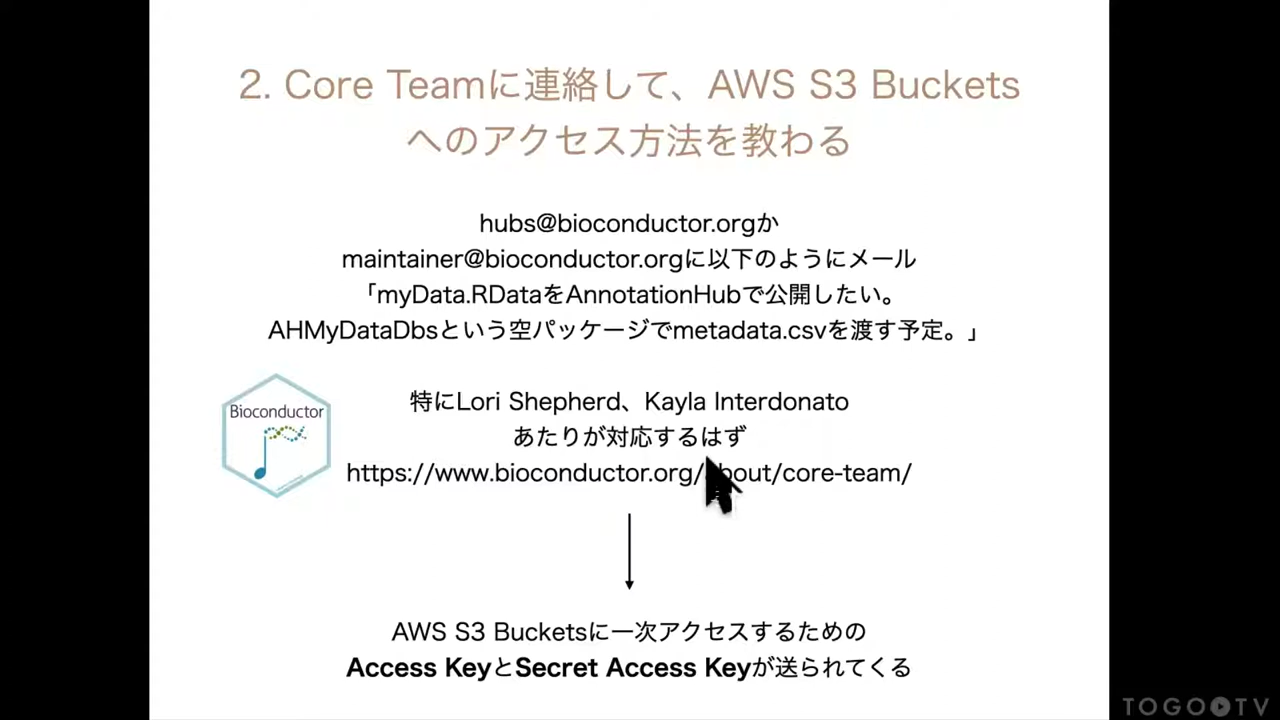 2. Core Teamに連絡して、AWS S3 Buckets
へのアクセス方法を教わる
hubs@bioconductor.orgか
maintainer@bioconductor.orgに以下のようにメール
「myData.RDataをAnnotationHubで公開したい。
AHMyDataDbsという空パッケージでmetadata.csvを渡す予定。」
Bioconductor
特にLori Shepherd、Kayla Interdonato
あたりが対応するはず
https://www.bioconductor.org/about/core-team/
AWS S3 Bucketsに一次アクセスするための
Access KeyとSecret Access Keyが送られてくる
TOGO TV